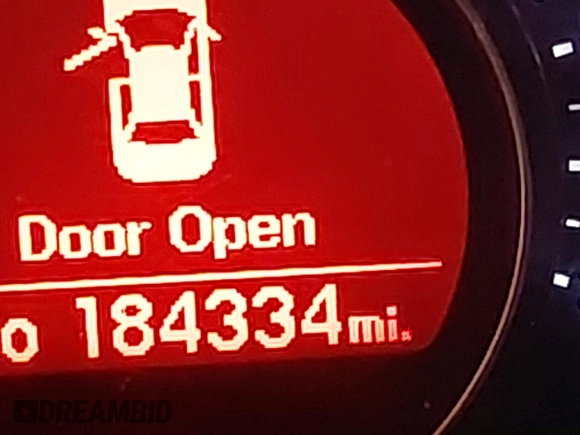 Door Open
o 184334mi.
DREAMBID